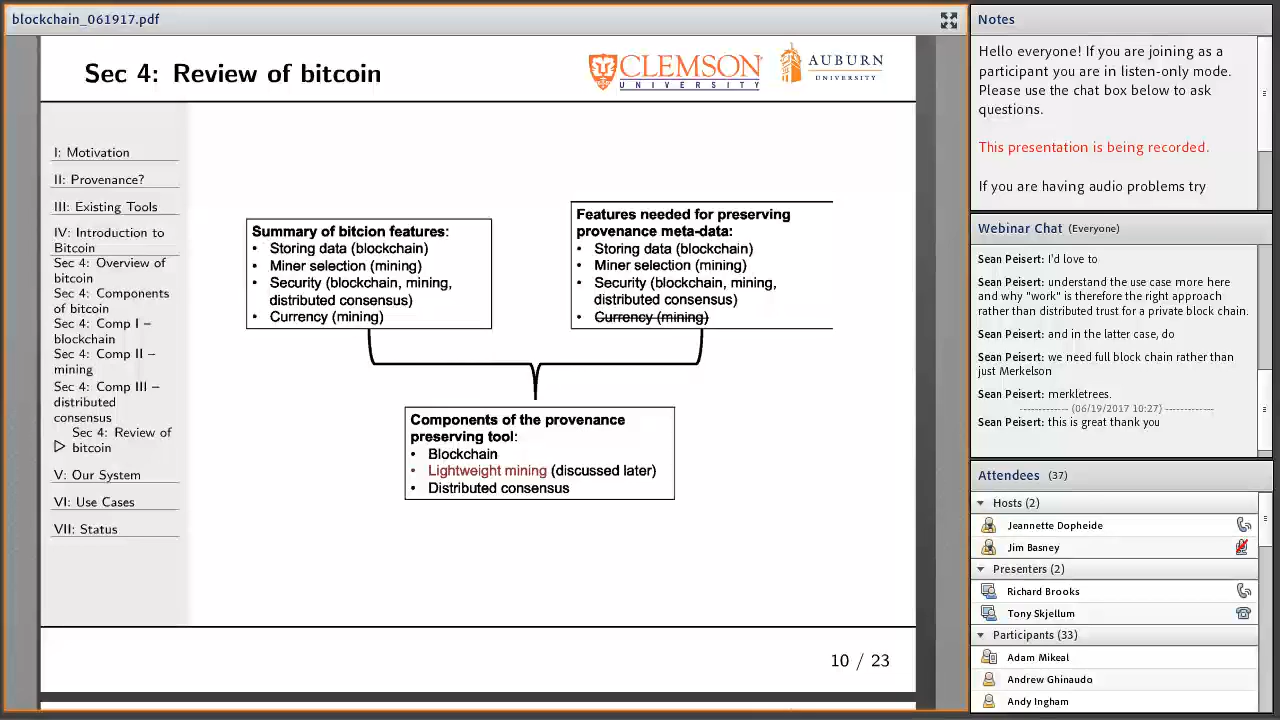 blockchain_061917.pdf
Sec 4: Review of bitcoin
CLEMSON
UNIVERSITY
AUBURN
UNIVERSITY
I: Motivation
II: Provenance?
III: Existing Tools
IV: Introduction to
Bitcoin
Sec 4: Overview of
bitcoin
Sec 4: Components
of bitcoin
Sec 4: Comp I –
blockchain
Sec 4: Comp II –
mining
Sec 4: Comp III –
distributed
consensus
Sec 4: Review of
bitcoin
V: Our System
VI: Use Cases
VII: Status
Summary of bitcion features:
• Storing data (blockchain)
• Miner selection (mining)
• Security (blockchain, mining,
distributed consensus)
• Currency (mining)
Features needed for preserving
provenance meta-data:
• Storing data (blockchain)
• Miner selection (mining)
• Security (blockchain, mining,
distributed consensus)
• Currency (mining)
Components of the provenance
preserving tool:
• Blockchain
• Lightweight mining (discussed later)
• Distributed consensus
10 / 23
Notes
Hello everyone! If you are joining as a
participant you are in listen-only mode.
Please use the chat box below to ask
questions.
This presentation is being recorded.
If you are having audio problems try
Webinar Chat (Everyone)
Sean Peisert: I'd love to
Sean Peisert: understand the use case more here
and why "work" is therefore the right approach
rather than distributed trust for a private block chain.
Sean Peisert: and in the latter case, do
Sean Peisert: we need full block chain rather than
just Merkelson
Sean Peisert: merkletrees.
------------- (06/19/2017 10:27) -------------
Sean Peisert: this is great thank you
Attendees (37)
Hosts (2)
Jeannette Dopheide
Jim Basney
Presenters (2)
Richard Brooks
Tony Skjellum
Participants (33)
Adam Mikeal
Andrew Ghinaudo
Andy Ingham